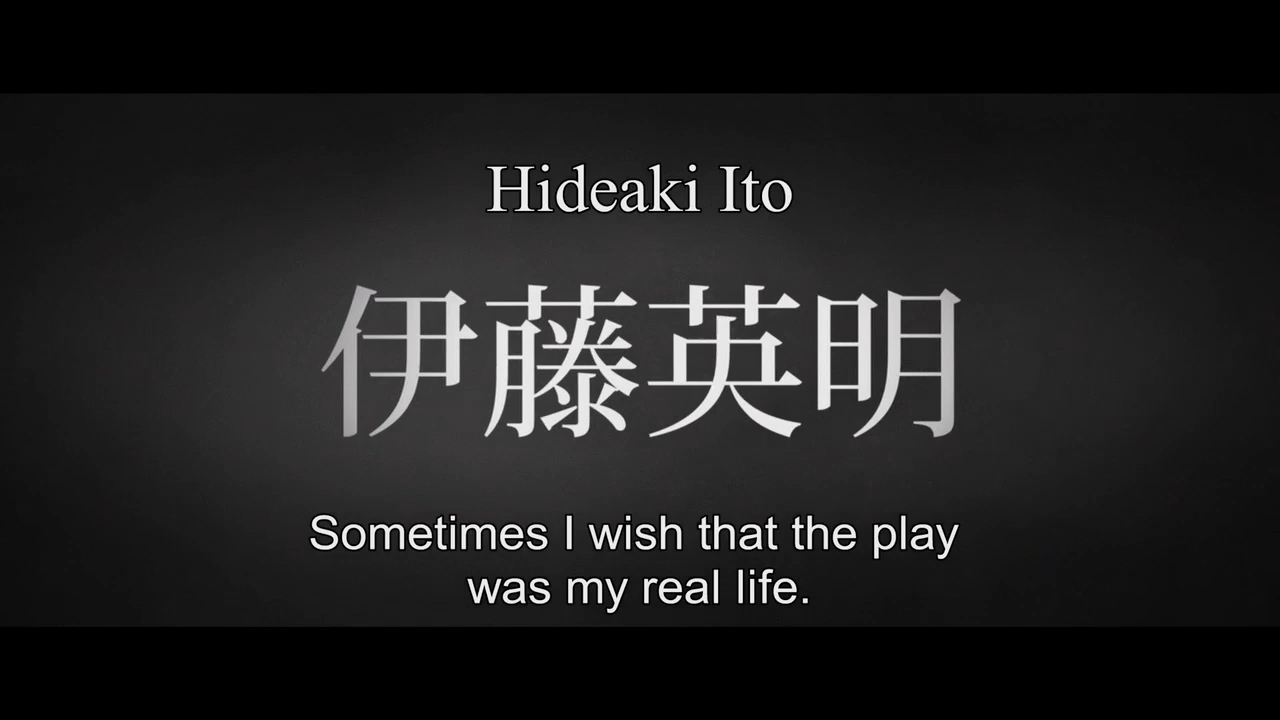 Hideaki Ito
伊藤英明
Sometimes I wish that the play
was my real life.